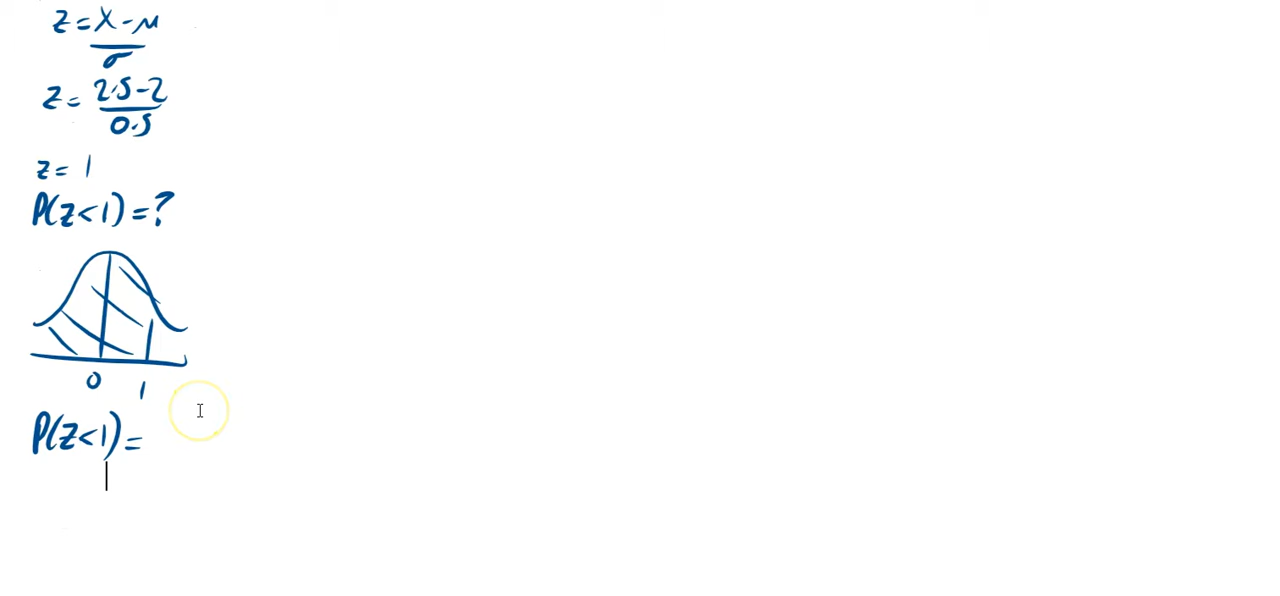 z = x - μ
σ
z = 2.5 - 2
0.5
z = 1
P(z < 1) = ?
0 1
P(z < 1) =